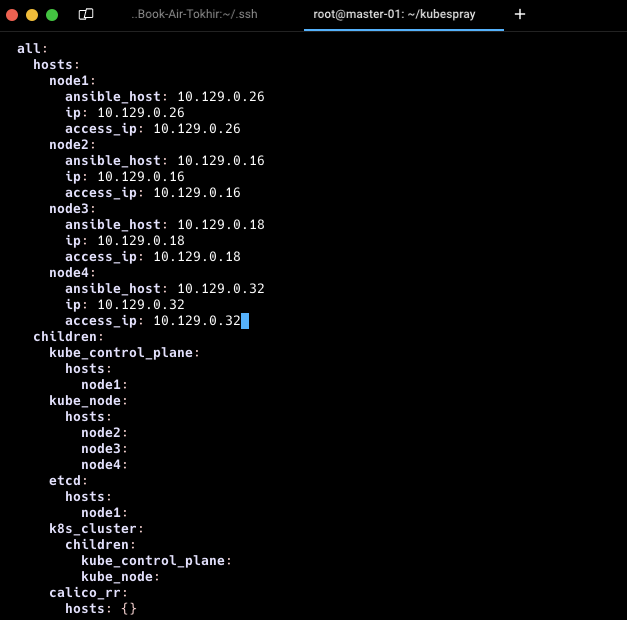 ..Book-Air-Tokhir:~/.ssh
root@master-01: ~/kubespray
+
all:
  hosts:
    node1:
      ansible_host: 10.129.0.26
      ip: 10.129.0.26
      access_ip: 10.129.0.26
    node2:
      ansible_host: 10.129.0.16
      ip: 10.129.0.16
      access_ip: 10.129.0.16
    node3:
      ansible_host: 10.129.0.18
      ip: 10.129.0.18
      access_ip: 10.129.0.18
    node4:
      ansible_host: 10.129.0.32
      ip: 10.129.0.32
      access_ip: 10.129.0.32
  children:
    kube_control_plane:
      hosts:
        node1:
    kube_node:
      hosts:
        node2:
        node3:
        node4:
    etcd:
      hosts:
        node1:
    k8s_cluster:
      children:
        kube_control_plane:
        kube_node:
    calico_rr:
      hosts: {}